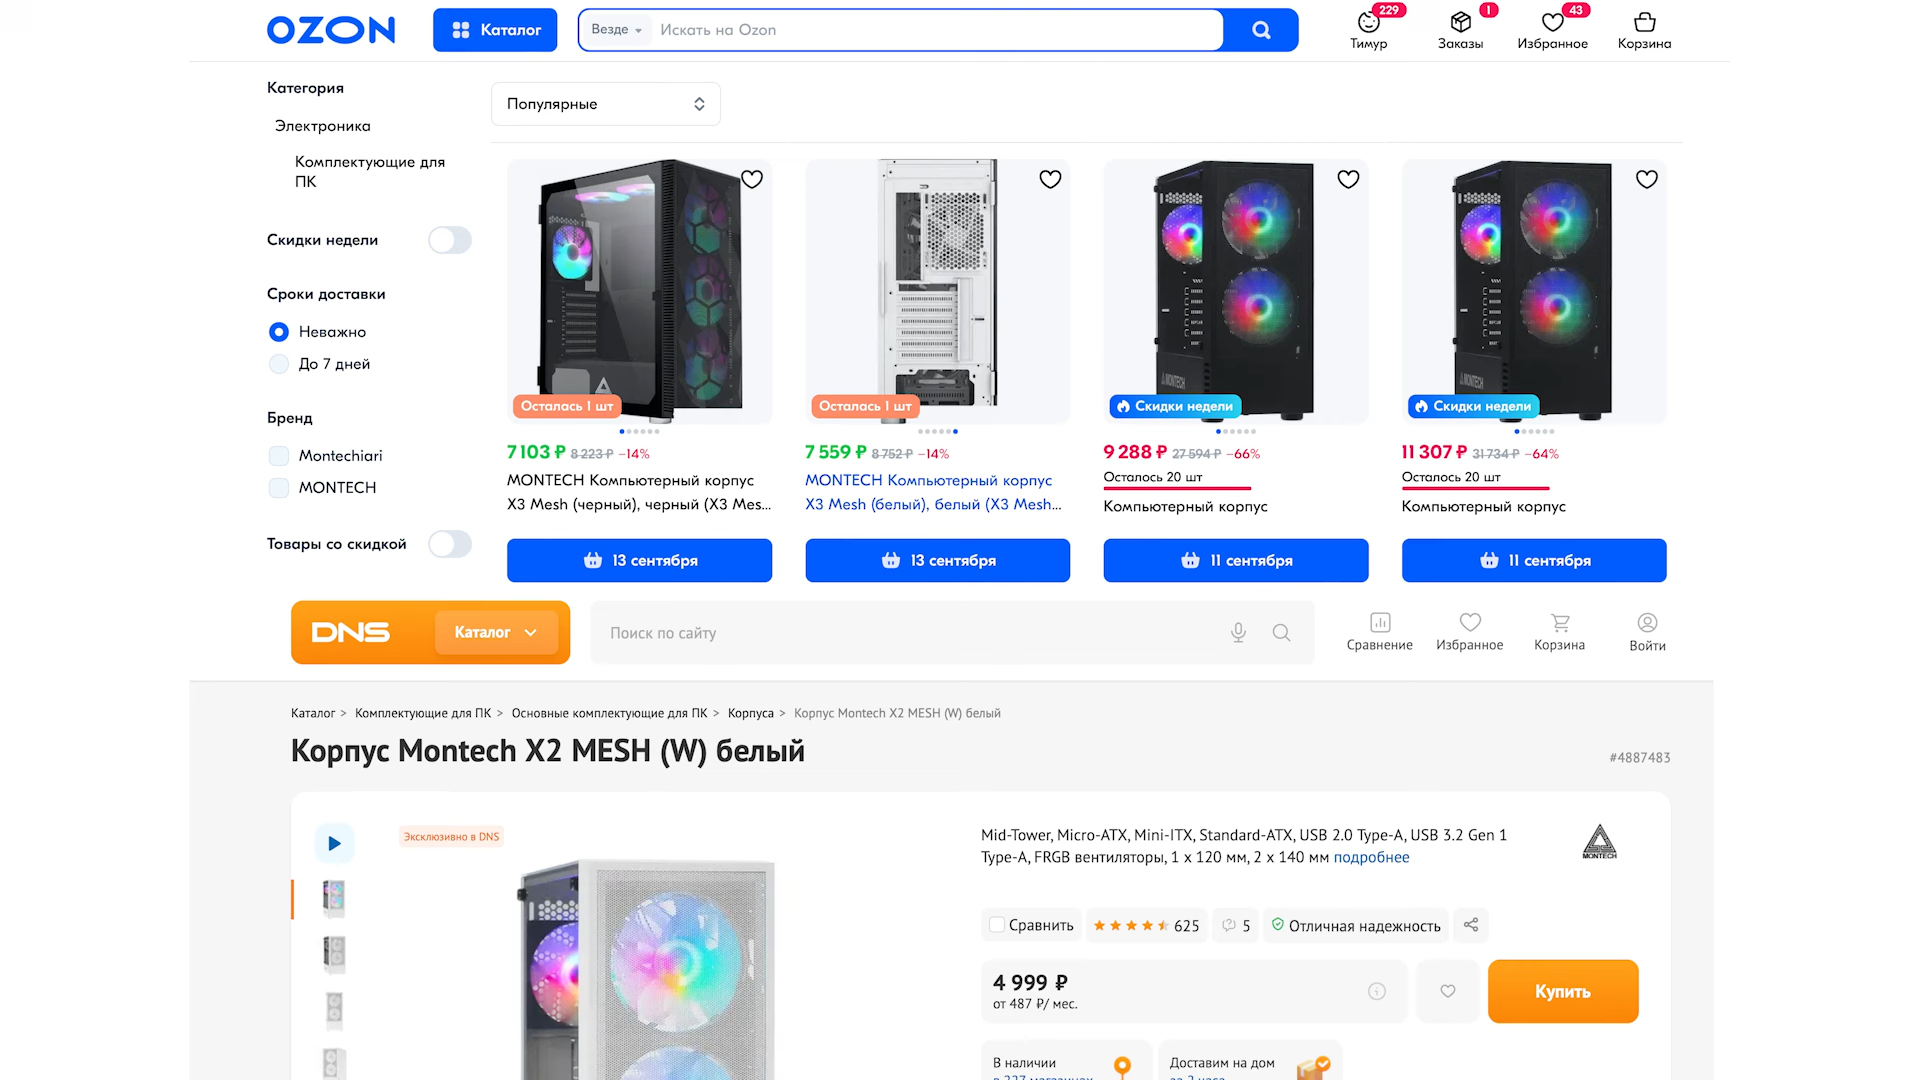 OZON
Каталог
Везде
Искать на Ozon
229
Тимур
1
Заказы
43
Избранное
Корзина
Категория
Электроника
Комплектующие для
ПК
Скидки недели
Сроки доставки
Неважно
До 7 дней
Бренд
Montechiari
MONTECH
Товары со скидкой
Популярные
Осталась 1 шт
7 103 ₽ 8 223 ₽ −14%
MONTECH Компьютерный корпус
X3 Mesh (черный), черный (X3 Mes...
13 сентября
Осталась 1 шт
7 559 ₽ 8 752 ₽ −14%
MONTECH Компьютерный корпус
X3 Mesh (белый), белый (X3 Mesh...
13 сентября
MONTECH
Скидки недели
9 288 ₽ 27 594 ₽ −66%
Осталось 20 шт
Компьютерный корпус
11 сентября
MONTECH
Скидки недели
11 307 ₽ 31 734 ₽ −64%
Осталось 20 шт
Компьютерный корпус
11 сентября
DNS
Каталог
Поиск по сайту
Сравнение
Избранное
Корзина
Войти
Каталог > Комплектующие для ПК > Основные комплектующие для ПК > Корпуса > Корпус Montech X2 MESH (W) белый
Корпус Montech X2 MESH (W) белый
#4887483
Эксклюзивно в DNS
Mid-Tower, Micro-ATX, Mini-ITX, Standard-ATX, USB 2.0 Type-A, USB 3.2 Gen 1
Type-A, FRGB вентиляторы, 1 x 120 мм, 2 x 140 мм подробнее
MONTECH
Сравнить
625
5
Отличная надежность
4 999 ₽
от 487 ₽/ мес.
Купить
В наличии
в 227 магазинах
Доставим на дом
за 2 часа